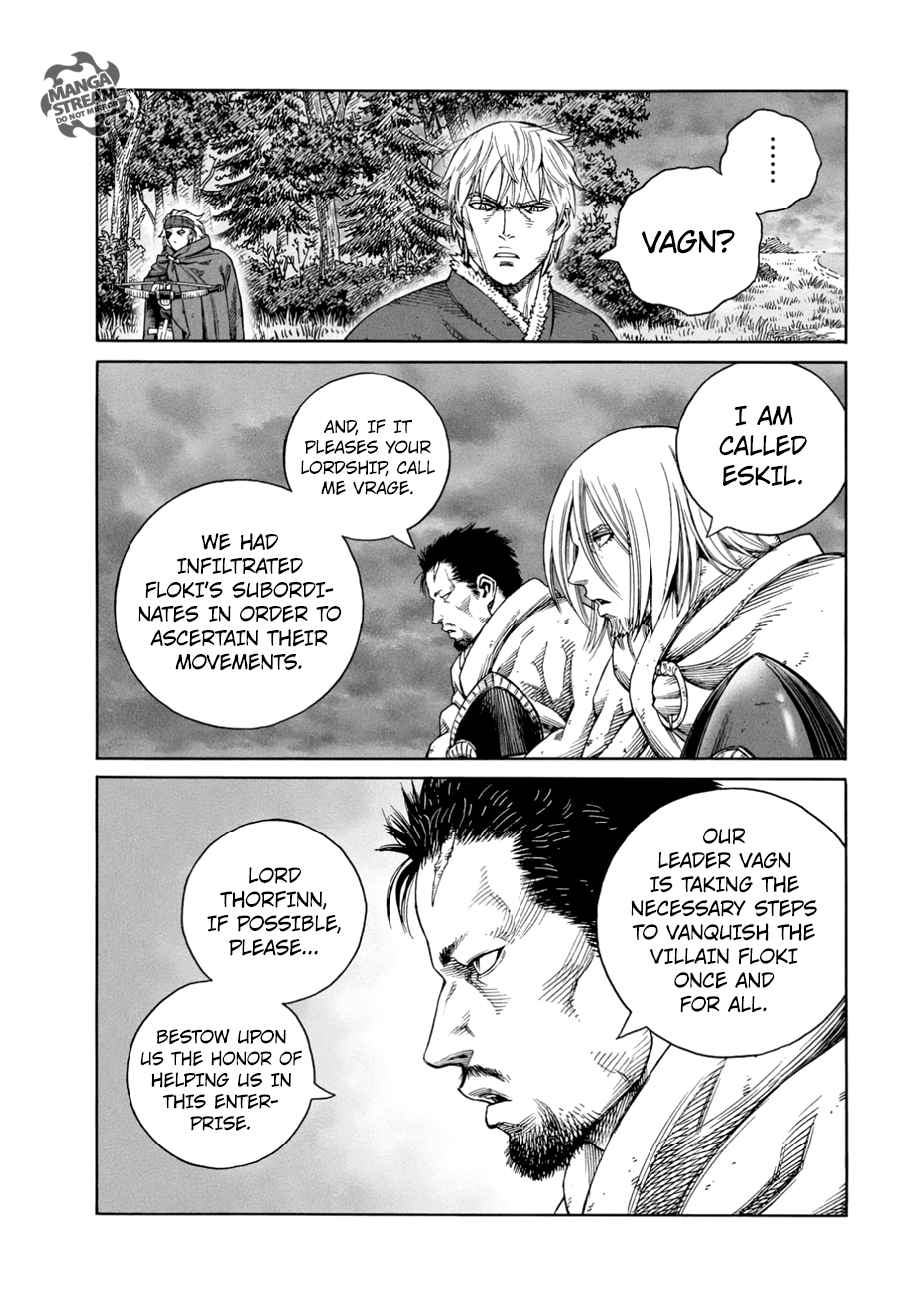 MANGA
STREAM
DO NOT MIRROR
......
VAGN?
I AM
CALLED
ESKIL.
AND, IF IT
PLEASES YOUR
LORDSHIP, CALL
ME VRAGE.
WE HAD
INFILTRATED
FLOKI'S SUBORDI-
NATES IN ORDER TO
ASCERTAIN THEIR
MOVEMENTS.
OUR
LEADER VAGN
IS TAKING THE
NECESSARY STEPS
TO VANQUISH THE
VILLAIN FLOKI
ONCE AND
FOR ALL.
LORD
THORFINN,
IF POSSIBLE,
PLEASE...
BESTOW UPON
US THE HONOR OF
HELPING US IN
THIS ENTER-
PRISE.